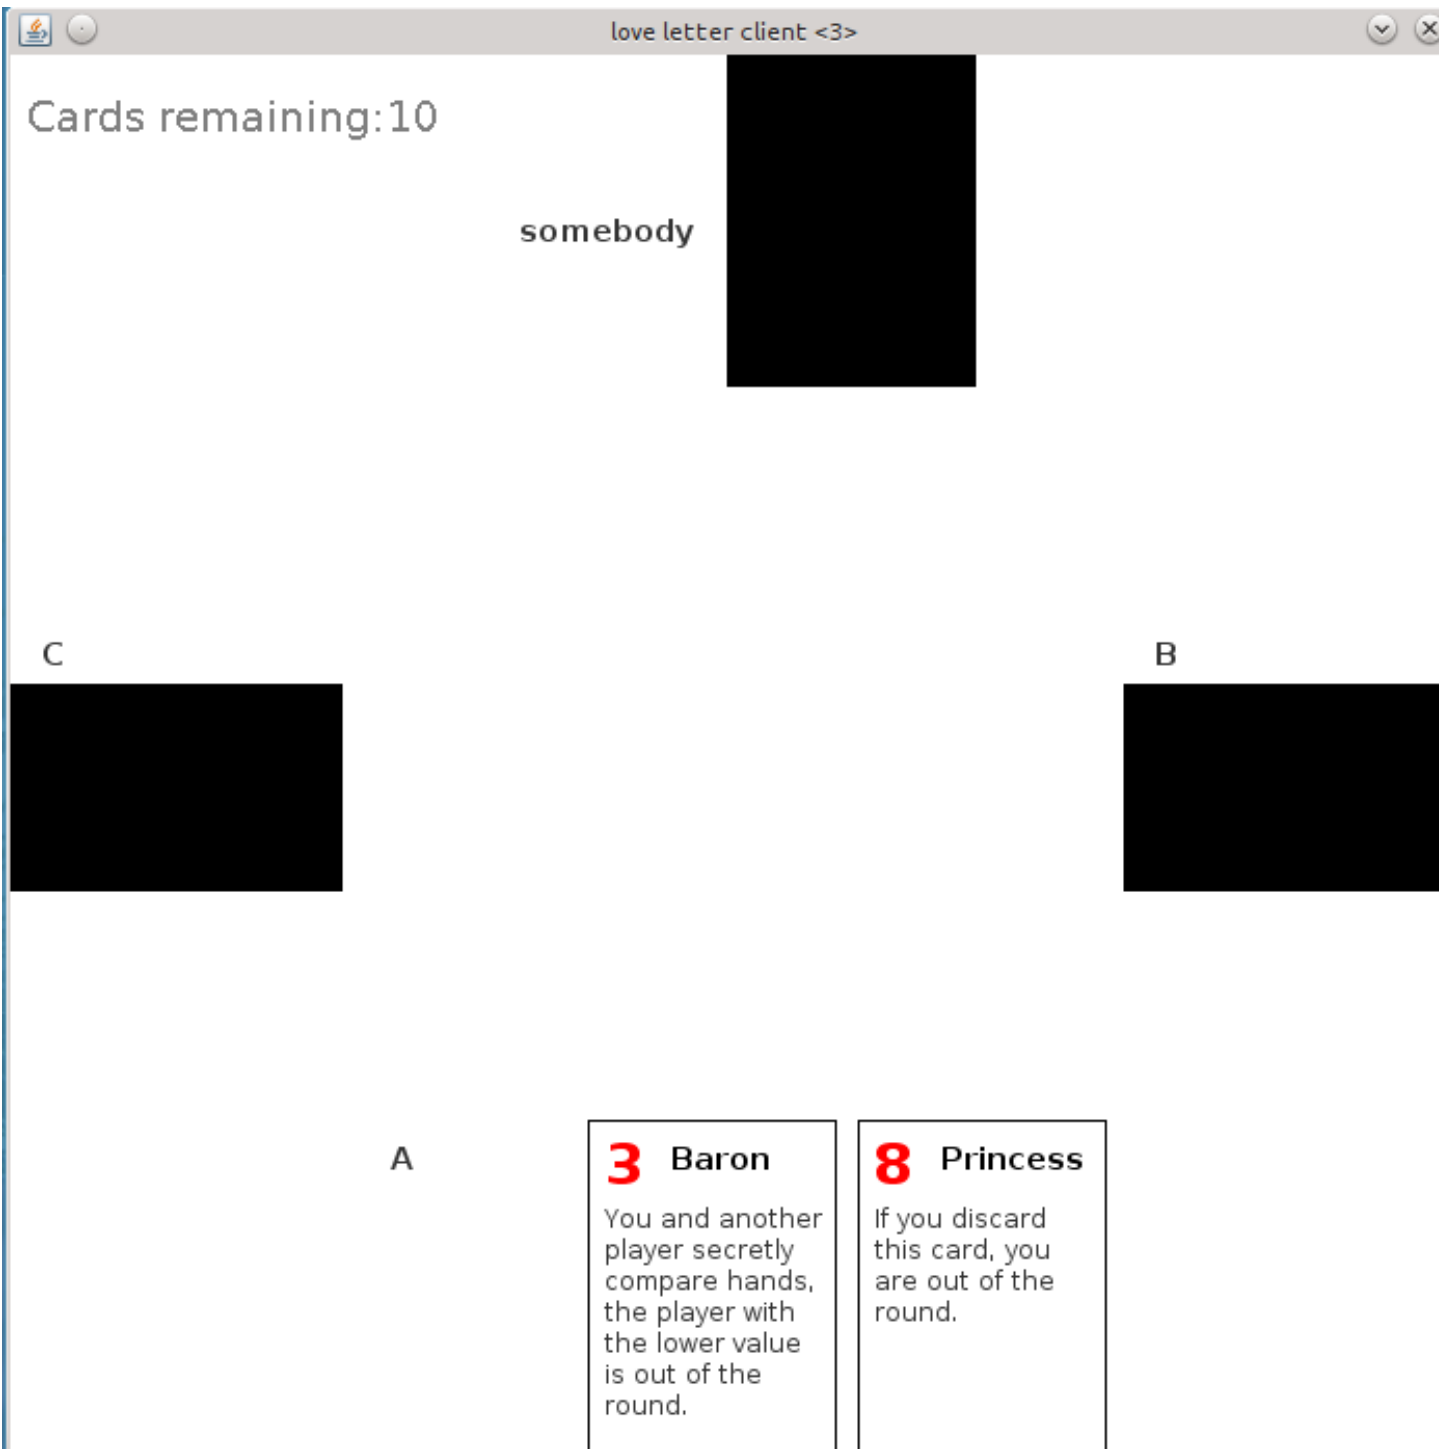 love letter client <3>
Cards remaining:10
somebody
C
B
A
3 Baron
You and another
player secretly
compare hands,
the player with
the lower value
is out of the
round.
8 Princess
If you discard
this card, you
are out of the
round.